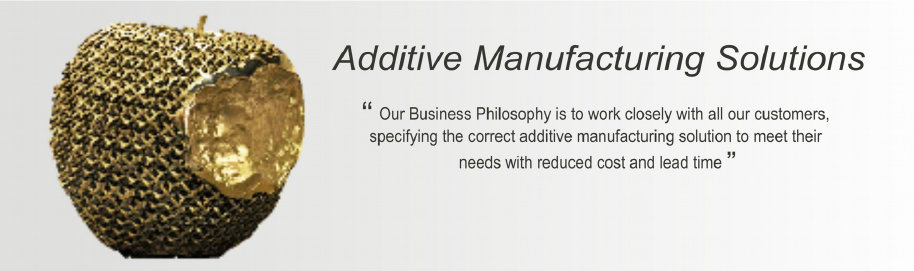 Additive Manufacturing Solutions
“ Our Business Philosophy is to work closely with all our customers,
specifying the correct additive manufacturing solution to meet their
needs with reduced cost and lead time ”